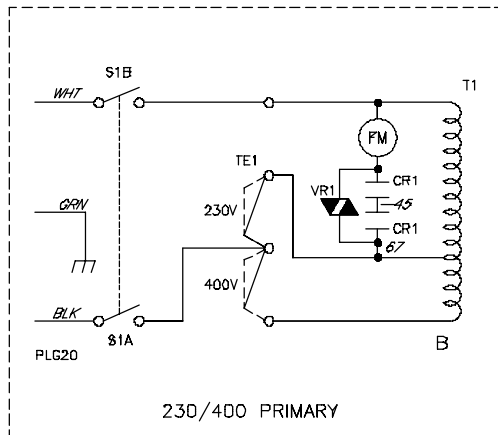 S1B
T1
WHT
FM
TE1
CR1
VR1
45
230V
GRN
CR1
67
400V
BLK
S1A
B
PLG20
230/400 PRIMARY